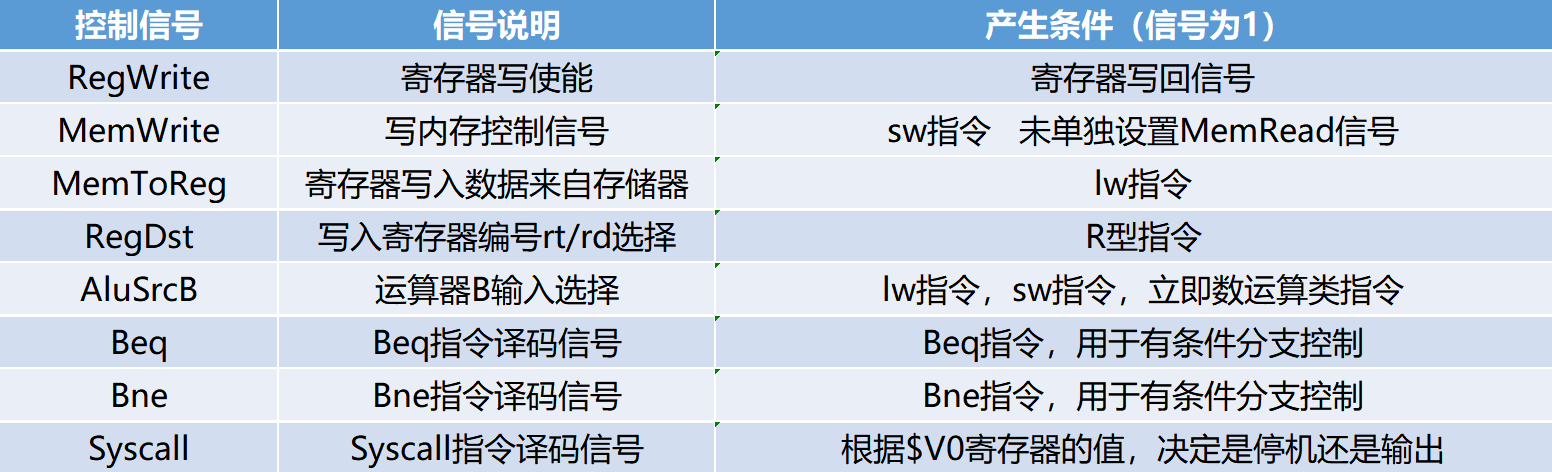 控制信号 信号说明 产生条件（信号为1）
RegWrite 寄存器写使能 寄存器写回信号
MemWrite 写内存控制信号 sw指令 未单独设置MemRead信号
MemToReg 寄存器写入数据来自存储器 lw指令
RegDst 写入寄存器编号rt/rd选择 R型指令
AluSrcB 运算器B输入选择 lw指令，sw指令，立即数运算类指令
Beq Beq指令译码信号 Beq指令，用于有条件分支控制
Bne Bne指令译码信号 Bne指令，用于有条件分支控制
Syscall Syscall指令译码信号 根据$V0寄存器的值，决定是停机还是输出